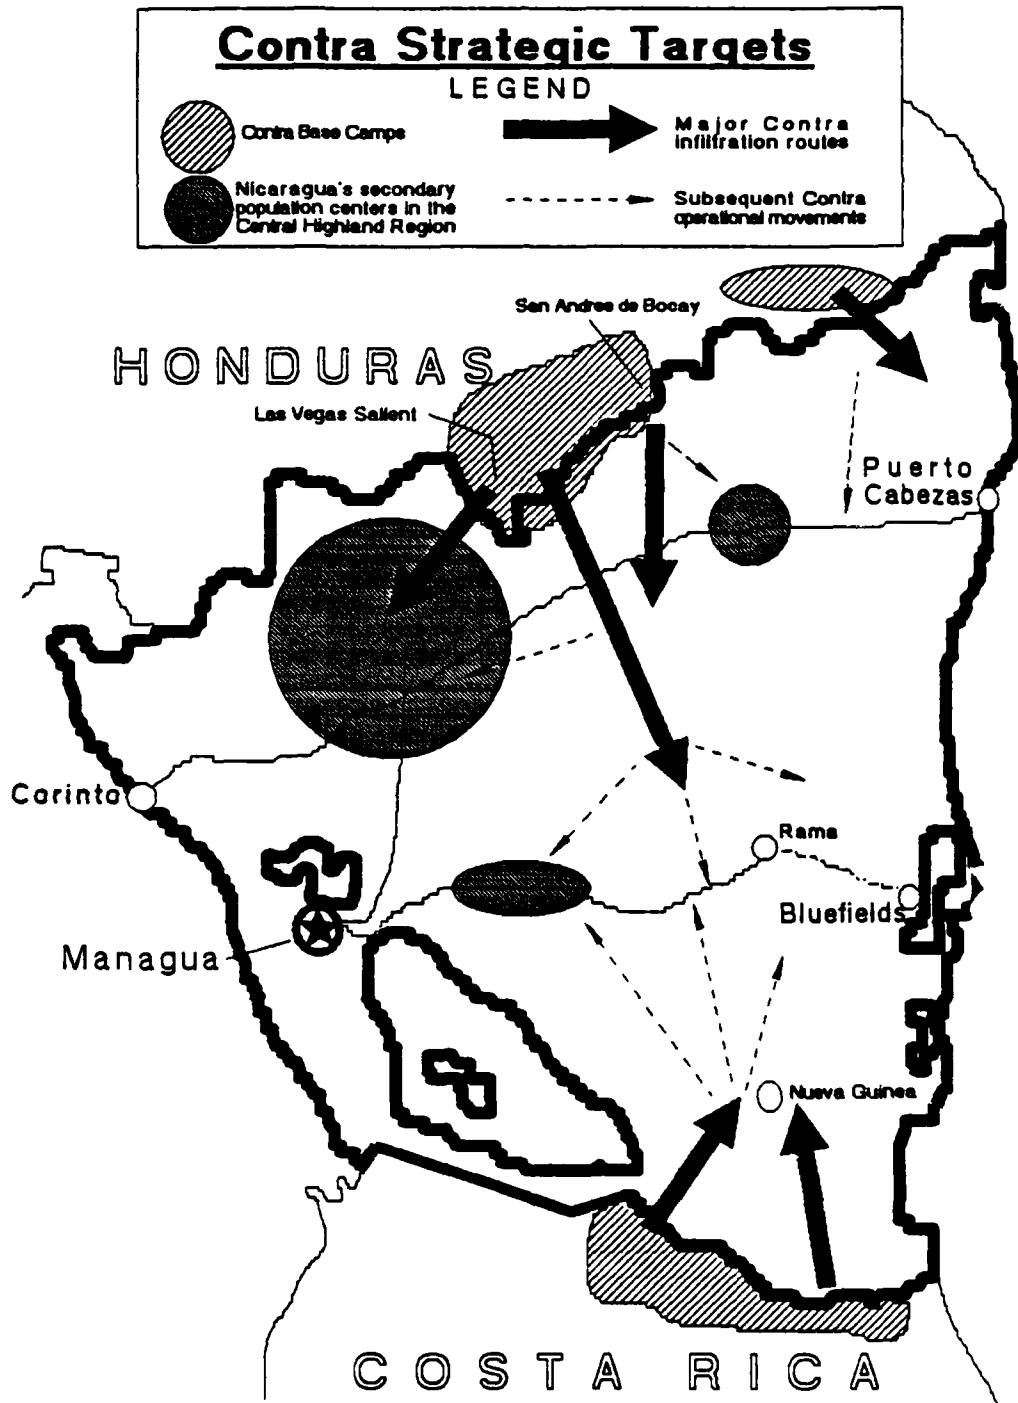 Contra Strategic Targets
LEGEND
Contra Base Camps
Major Contra
infiltration routes
Nicaragua's secondary
population centers in the
Central Highland Region
Subsequent Contra
operational movements
San Andres de Bocay
HONDURAS
Las Vegas Salient
Puerto
Cabezas
Corinto
Rama
Bluefields
Managua
Nueva Guinea
COSTA RICA